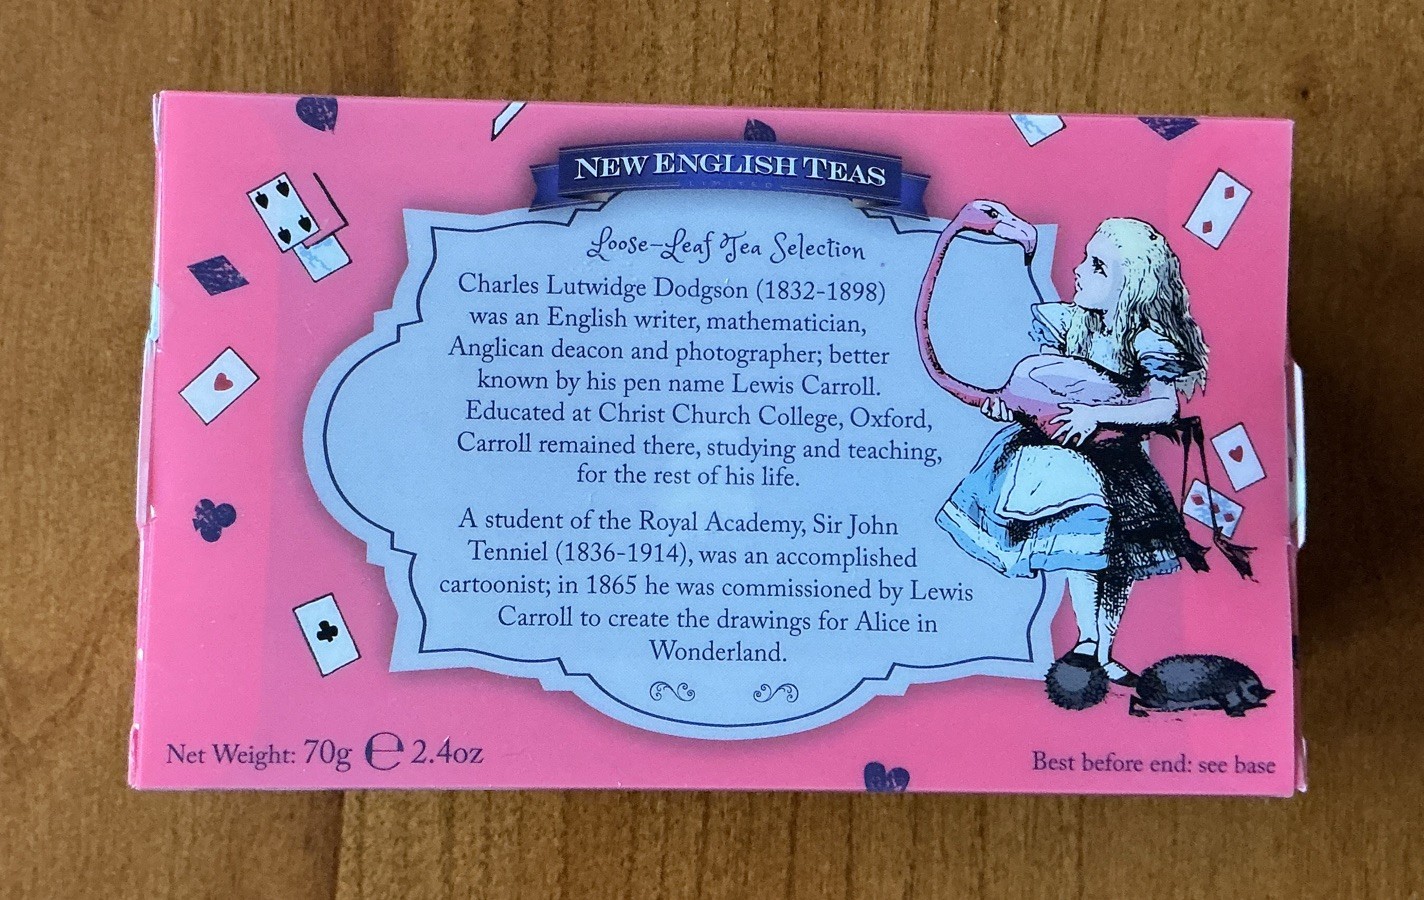 NEW ENGLISH TEAS
LIMITED
Loose-Leaf Tea Selection
Charles Lutwidge Dodgson (1832-1898)
was an English writer, mathematician,
Anglican deacon and photographer; better
known by his pen name Lewis Carroll.
Educated at Christ Church College, Oxford,
Carroll remained there, studying and teaching,
for the rest of his life.
A student of the Royal Academy, Sir John
Tenniel (1836-1914), was an accomplished
cartoonist; in 1865 he was commissioned by Lewis
Carroll to create the drawings for Alice in
Wonderland.
Net Weight: 70g ℮ 2.4oz
Best before end: see base